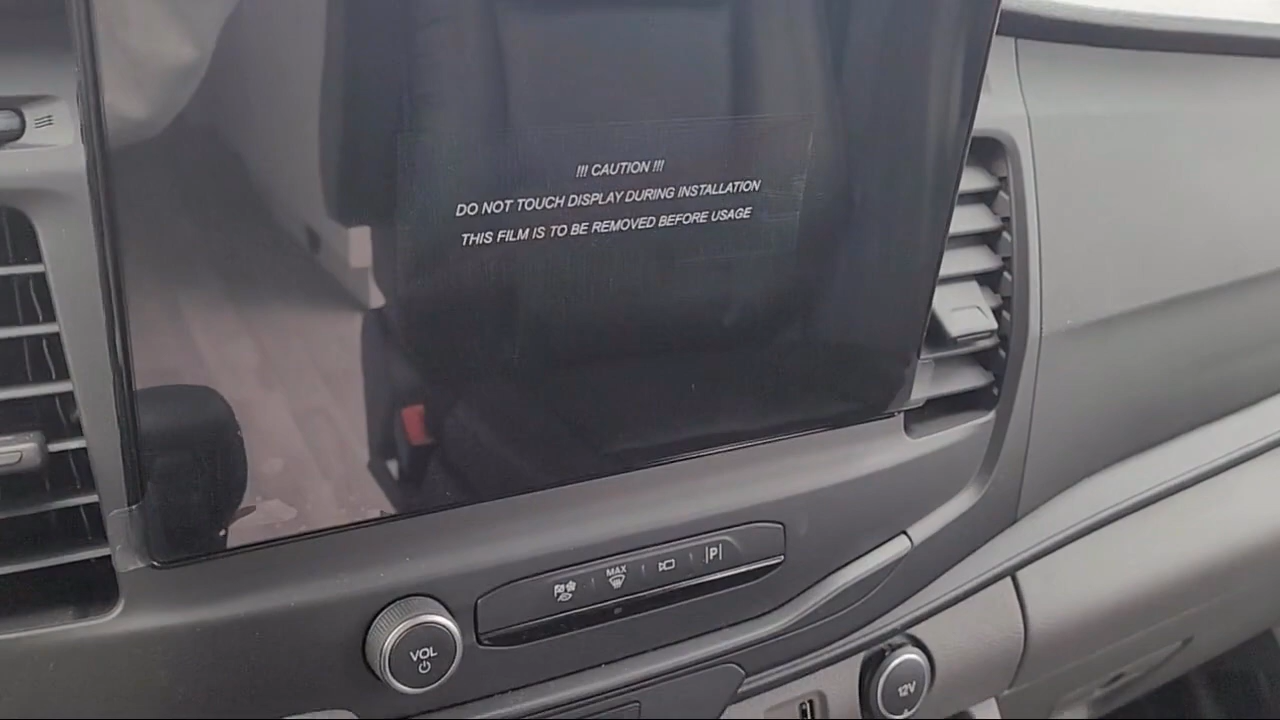 !!! CAUTION !!!
DO NOT TOUCH DISPLAY DURING INSTALLATION
THIS FILM IS TO BE REMOVED BEFORE USAGE
MAX
|P|
VOL
12V